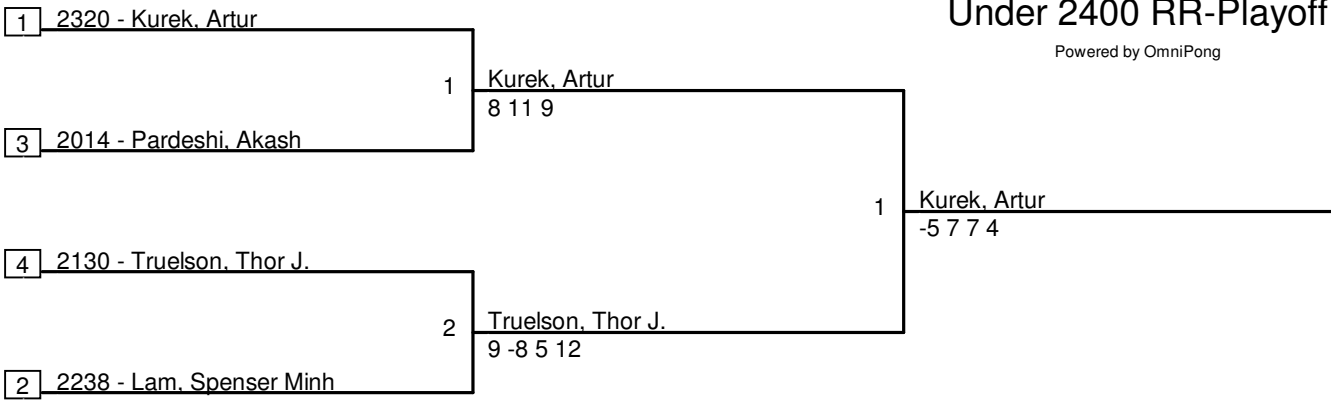 Under 2400 RR-Playoff
Powered by OmniPong
1 2320 - Kurek, Artur
1 Kurek, Artur
8 11 9
3 2014 - Pardeshi, Akash
1 Kurek, Artur
-5 7 7 4
4 2130 - Truelson, Thor J.
2 Truelson, Thor J.
9 -8 5 12
2 2238 - Lam, Spenser Minh